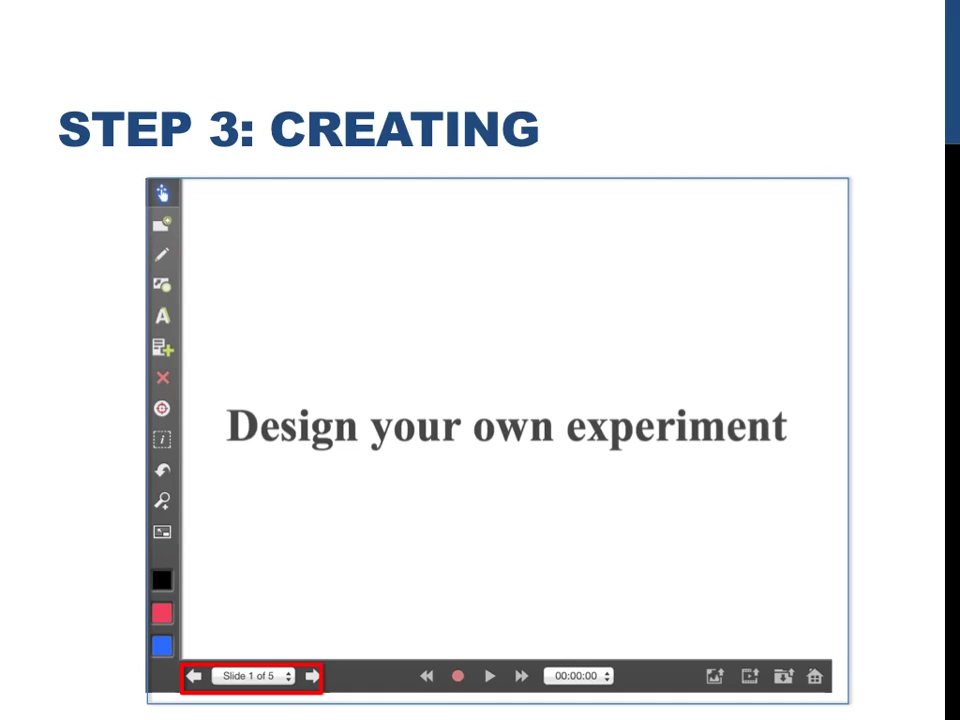 STEP 3: CREATING
A
i
Design your own experiment
Slide 1 of 5
00:00:00